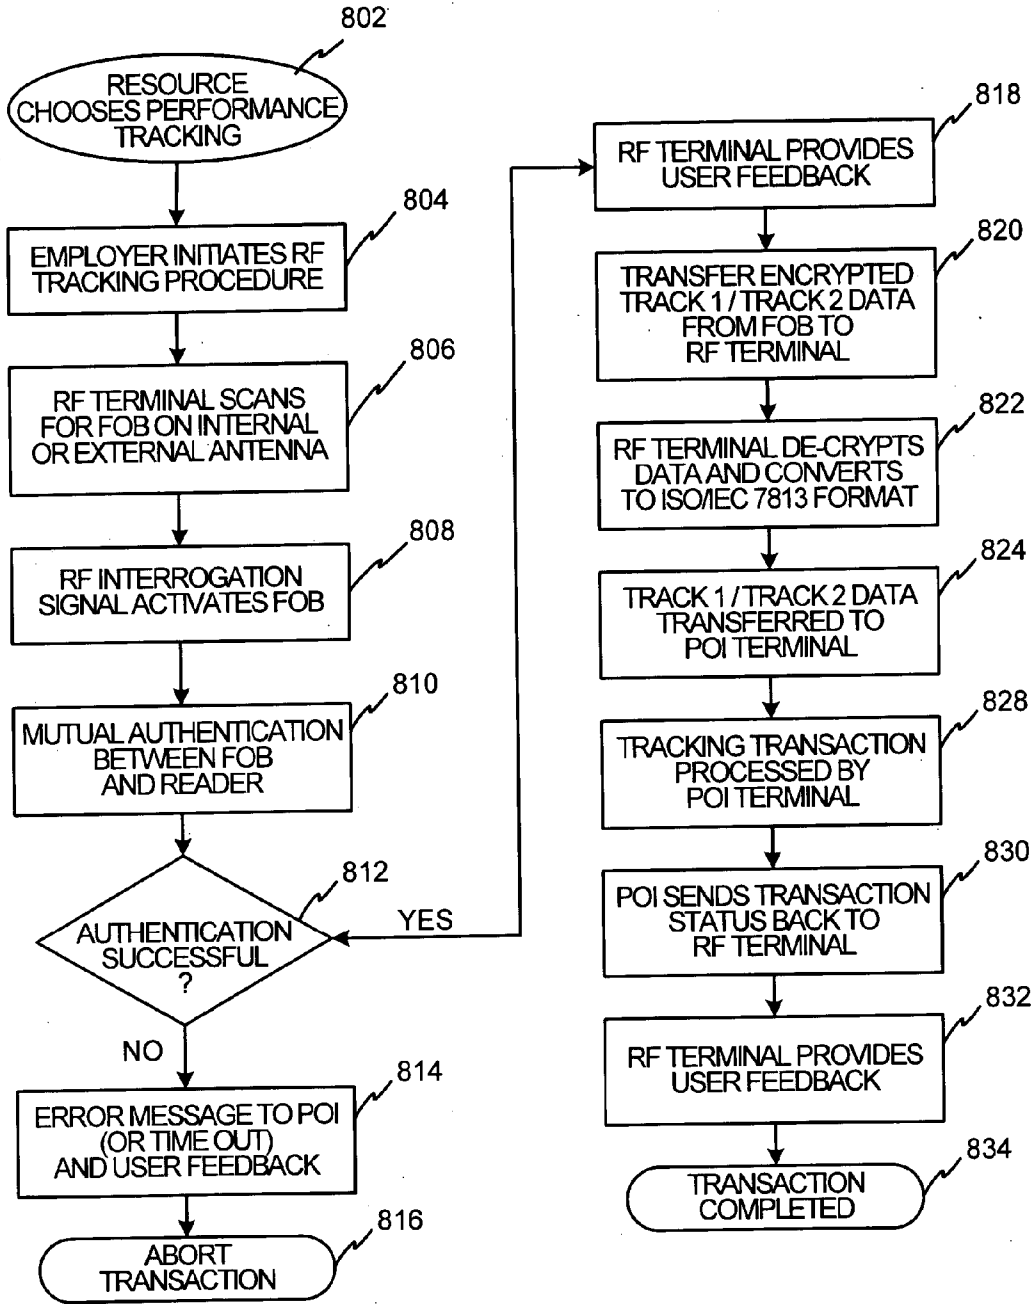 802
RESOURCE
CHOOSES PERFORMANCE
TRACKING
804
EMPLOYER INITIATES RF
TRACKING PROCEDURE
806
RF TERMINAL SCANS
FOR FOB ON INTERNAL
OR EXTERNAL ANTENNA
808
RF INTERROGATION
SIGNAL ACTIVATES FOB
810
MUTUAL AUTHENTICATION
BETWEEN FOB
AND READER
812
AUTHENTICATION
SUCCESSFUL
?
YES
NO
814
ERROR MESSAGE TO POI
(OR TIME OUT)
AND USER FEEDBACK
816
ABORT
TRANSACTION
818
RF TERMINAL PROVIDES
USER FEEDBACK
820
TRANSFER ENCRYPTED
TRACK 1 / TRACK 2 DATA
FROM FOB TO
RF TERMINAL
822
RF TERMINAL DE-CRYPTS
DATA AND CONVERTS
TO ISO/IEC 7813 FORMAT
824
TRACK 1 / TRACK 2 DATA
TRANSFERRED TO
POI TERMINAL
828
TRACKING TRANSACTION
PROCESSED BY
POI TERMINAL
830
POI SENDS TRANSACTION
STATUS BACK TO
RF TERMINAL
832
RF TERMINAL PROVIDES
USER FEEDBACK
834
TRANSACTION
COMPLETED